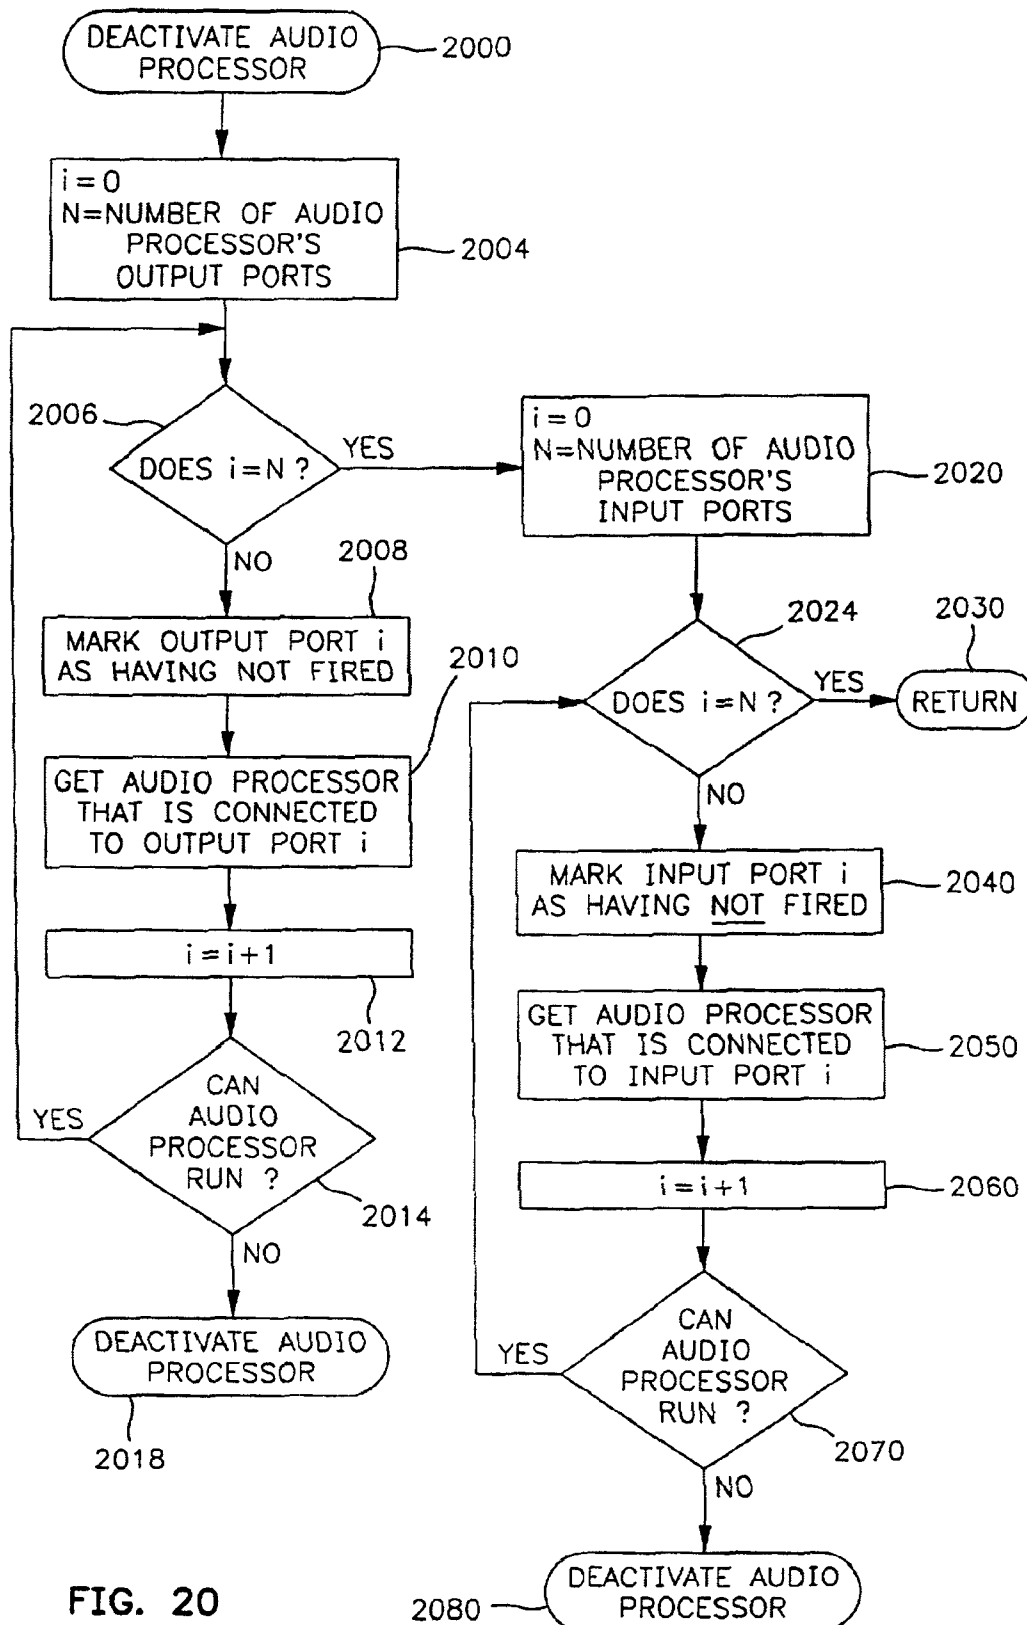 DEACTIVATE AUDIO
PROCESSOR
2000
i=0
N=NUMBER OF AUDIO
PROCESSOR'S
OUTPUT PORTS
2004
2006
DOES i=N ?
YES
NO
2008
MARK OUTPUT PORT i
AS HAVING NOT FIRED
2010
GET AUDIO PROCESSOR
THAT IS CONNECTED
TO OUTPUT PORT i
i=i+1
2012
CAN
AUDIO
PROCESSOR
RUN ?
YES
2014
NO
DEACTIVATE AUDIO
PROCESSOR
2018
i=0
N=NUMBER OF AUDIO
PROCESSOR'S
INPUT PORTS
2020
2024
DOES i=N ?
YES
2030
RETURN
NO
MARK INPUT PORT i
AS HAVING NOT FIRED
2040
GET AUDIO PROCESSOR
THAT IS CONNECTED
TO INPUT PORT i
2050
i=i+1
2060
CAN
AUDIO
PROCESSOR
RUN ?
YES
2070
NO
DEACTIVATE AUDIO
PROCESSOR
2080
FIG. 20